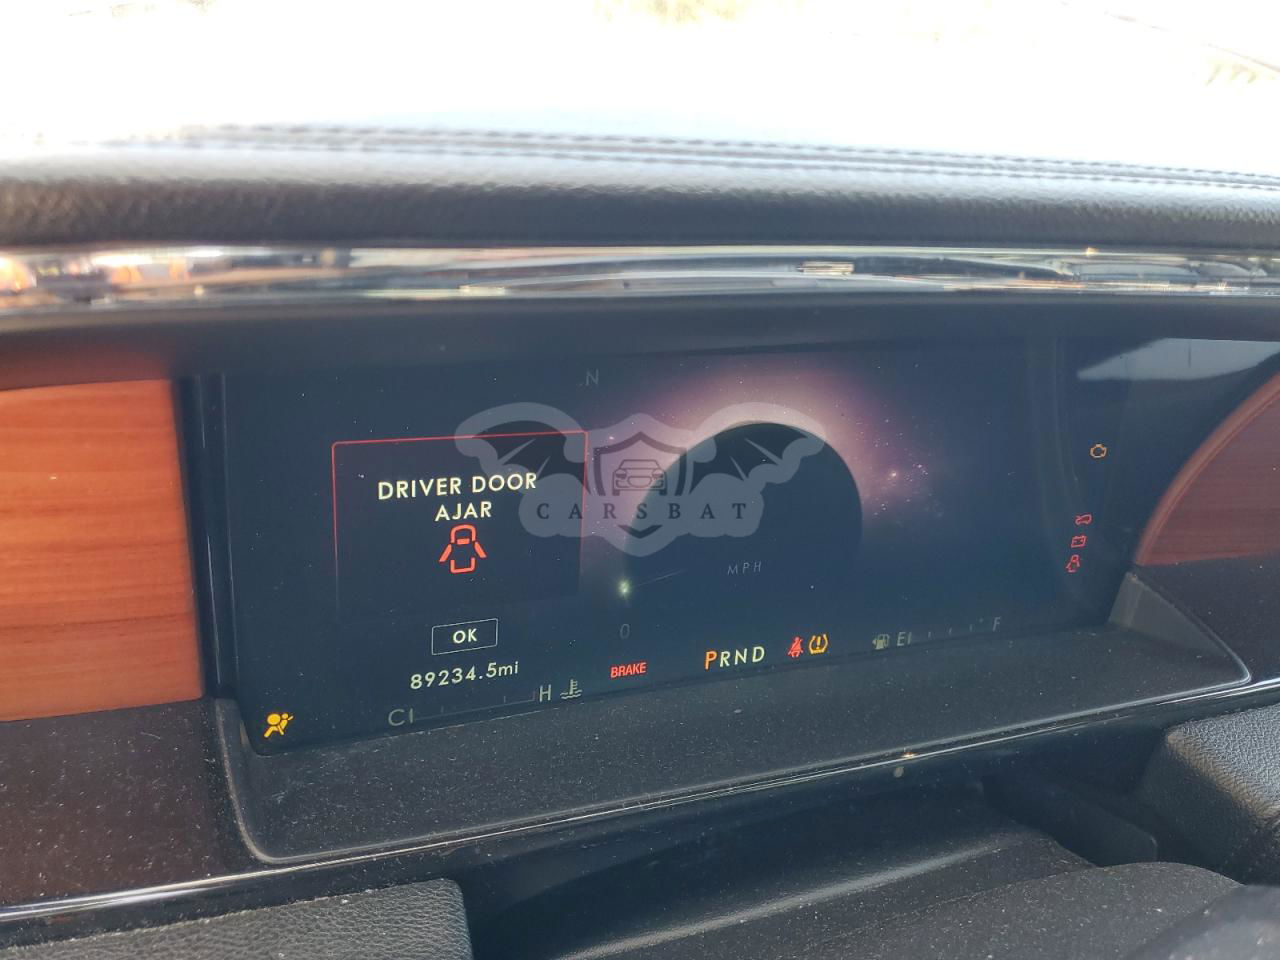 N
DRIVER DOOR
AJAR
CARSBAT
MPH
OK
0
PRND
E
F
89234.5mi
BRAKE
C
H